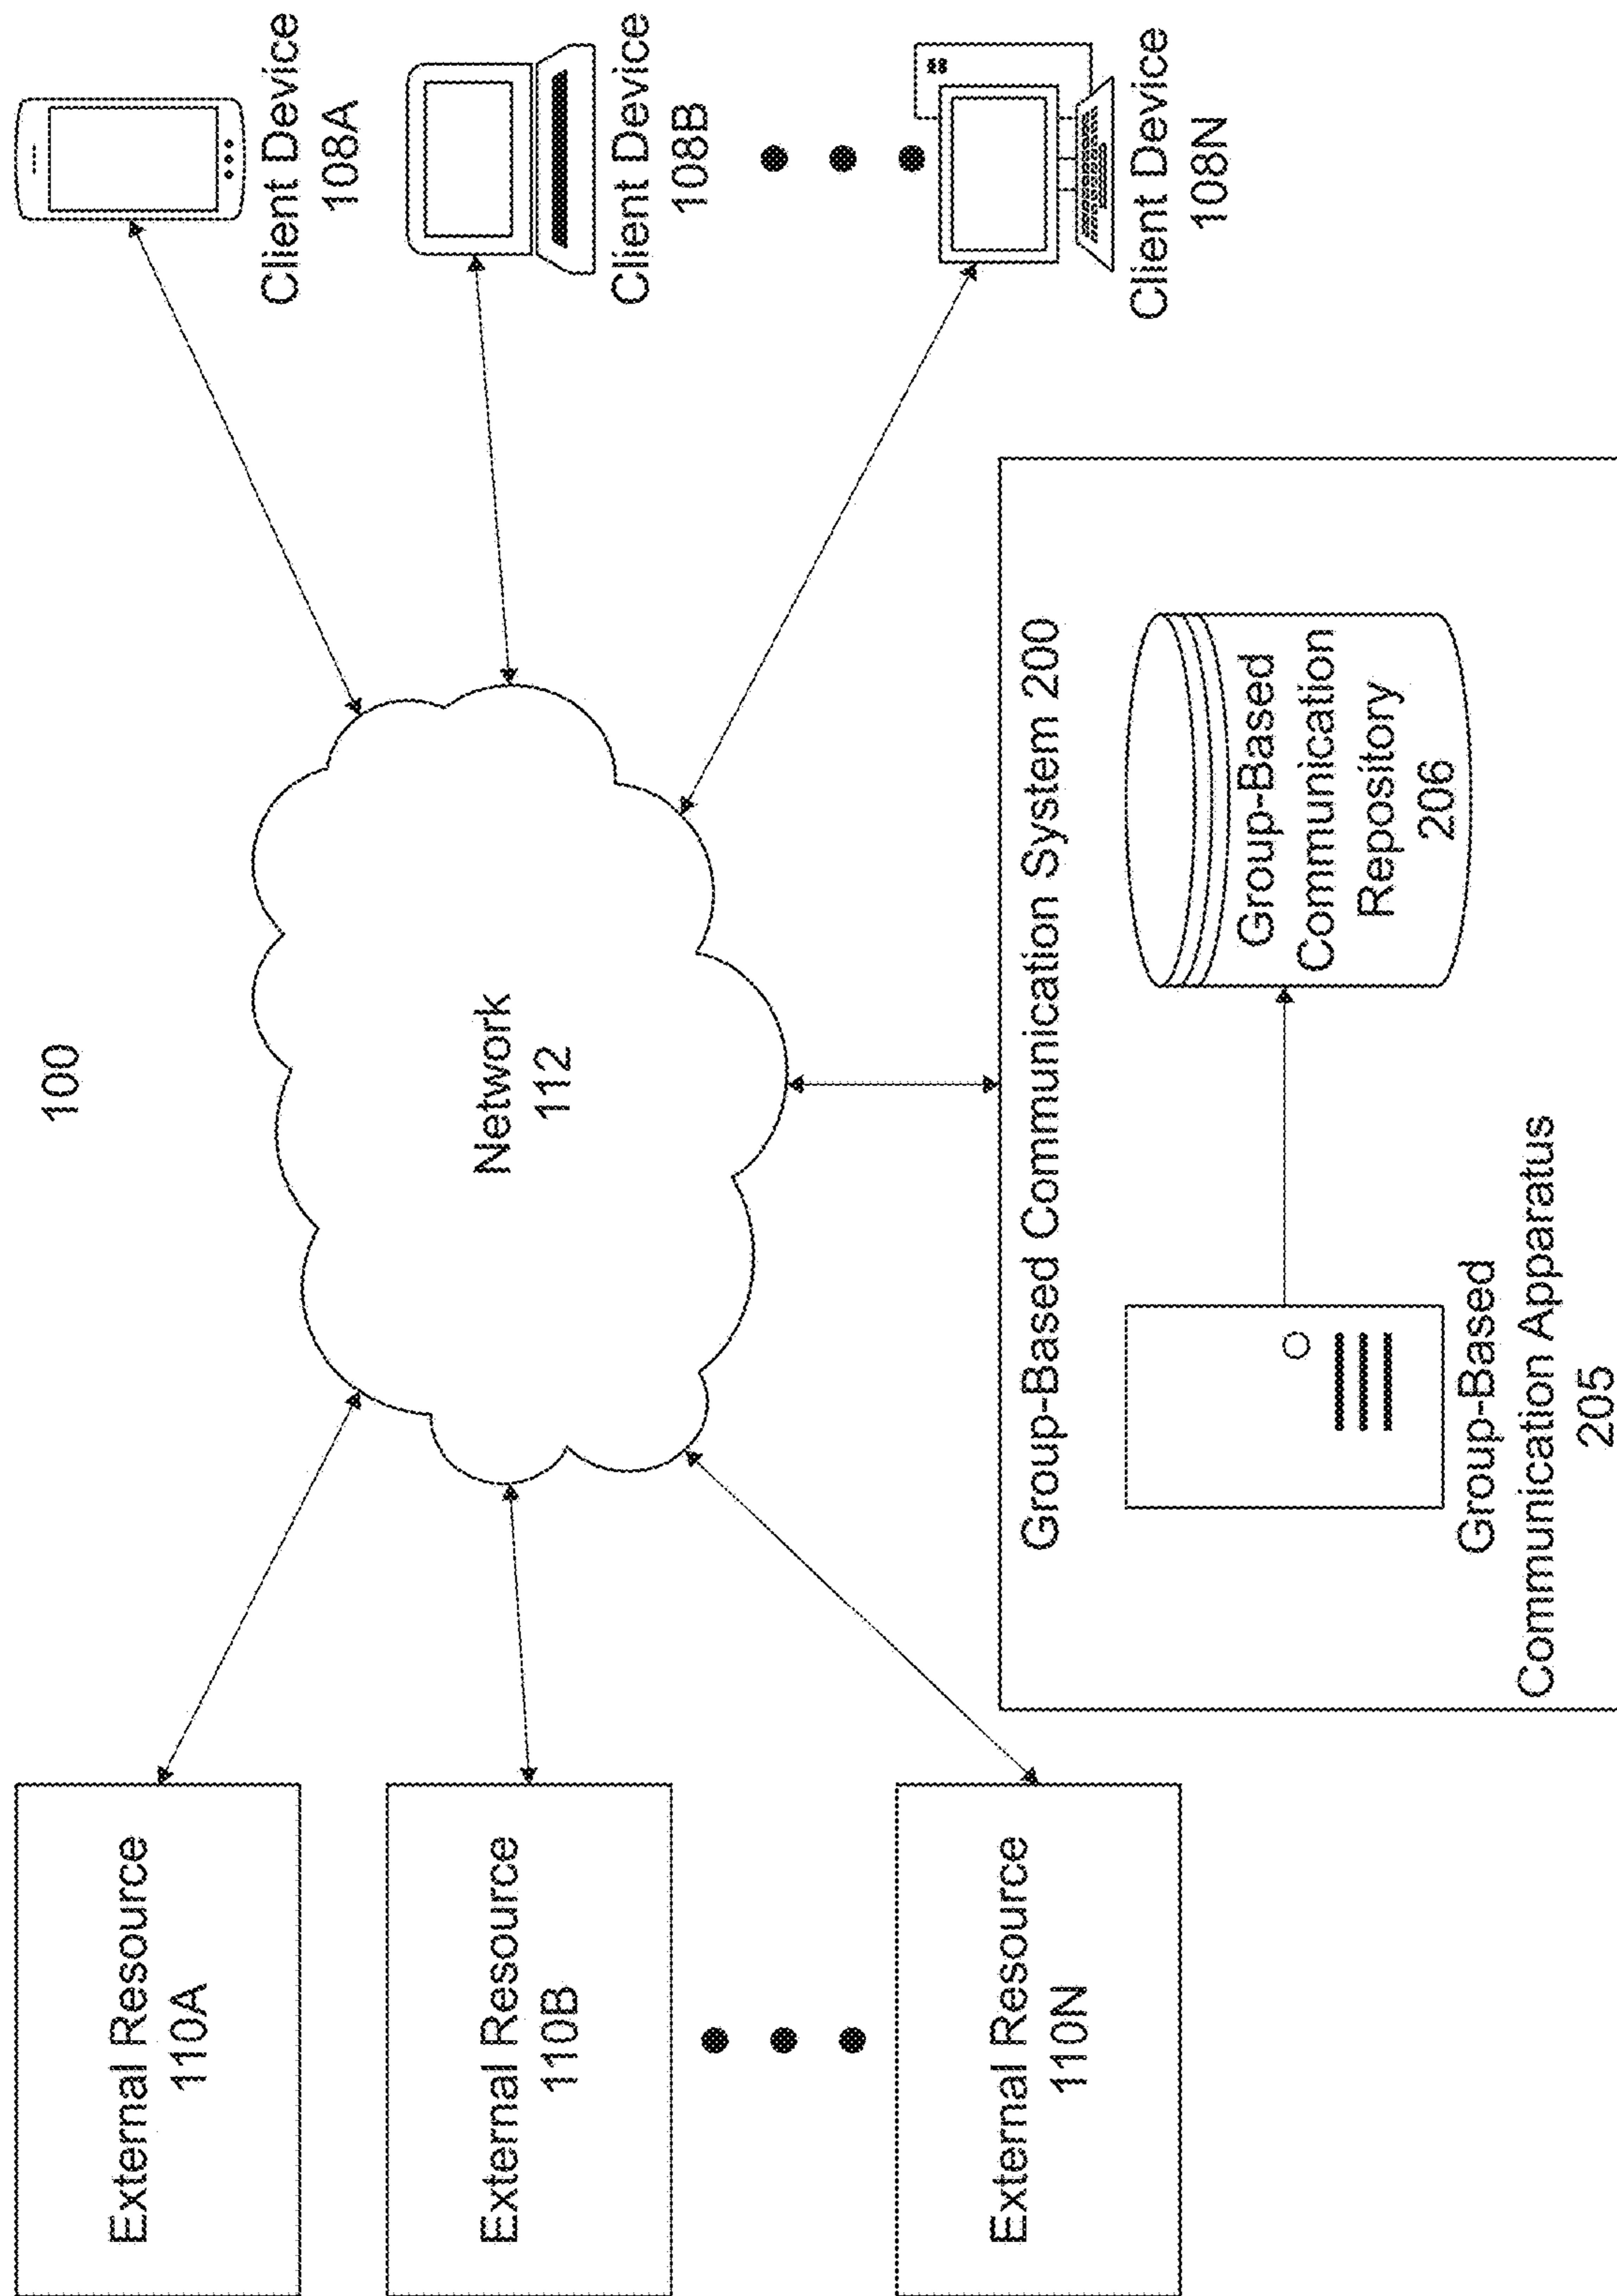 100
External Resource
110A
External Resource
110B
External Resource
110N
Network
112
Client Device
108A
Client Device
108B
Client Device
108N
Group-Based Communication System 200
Group-Based
Communication Apparatus
205
Group-Based
Communication
Repository
206